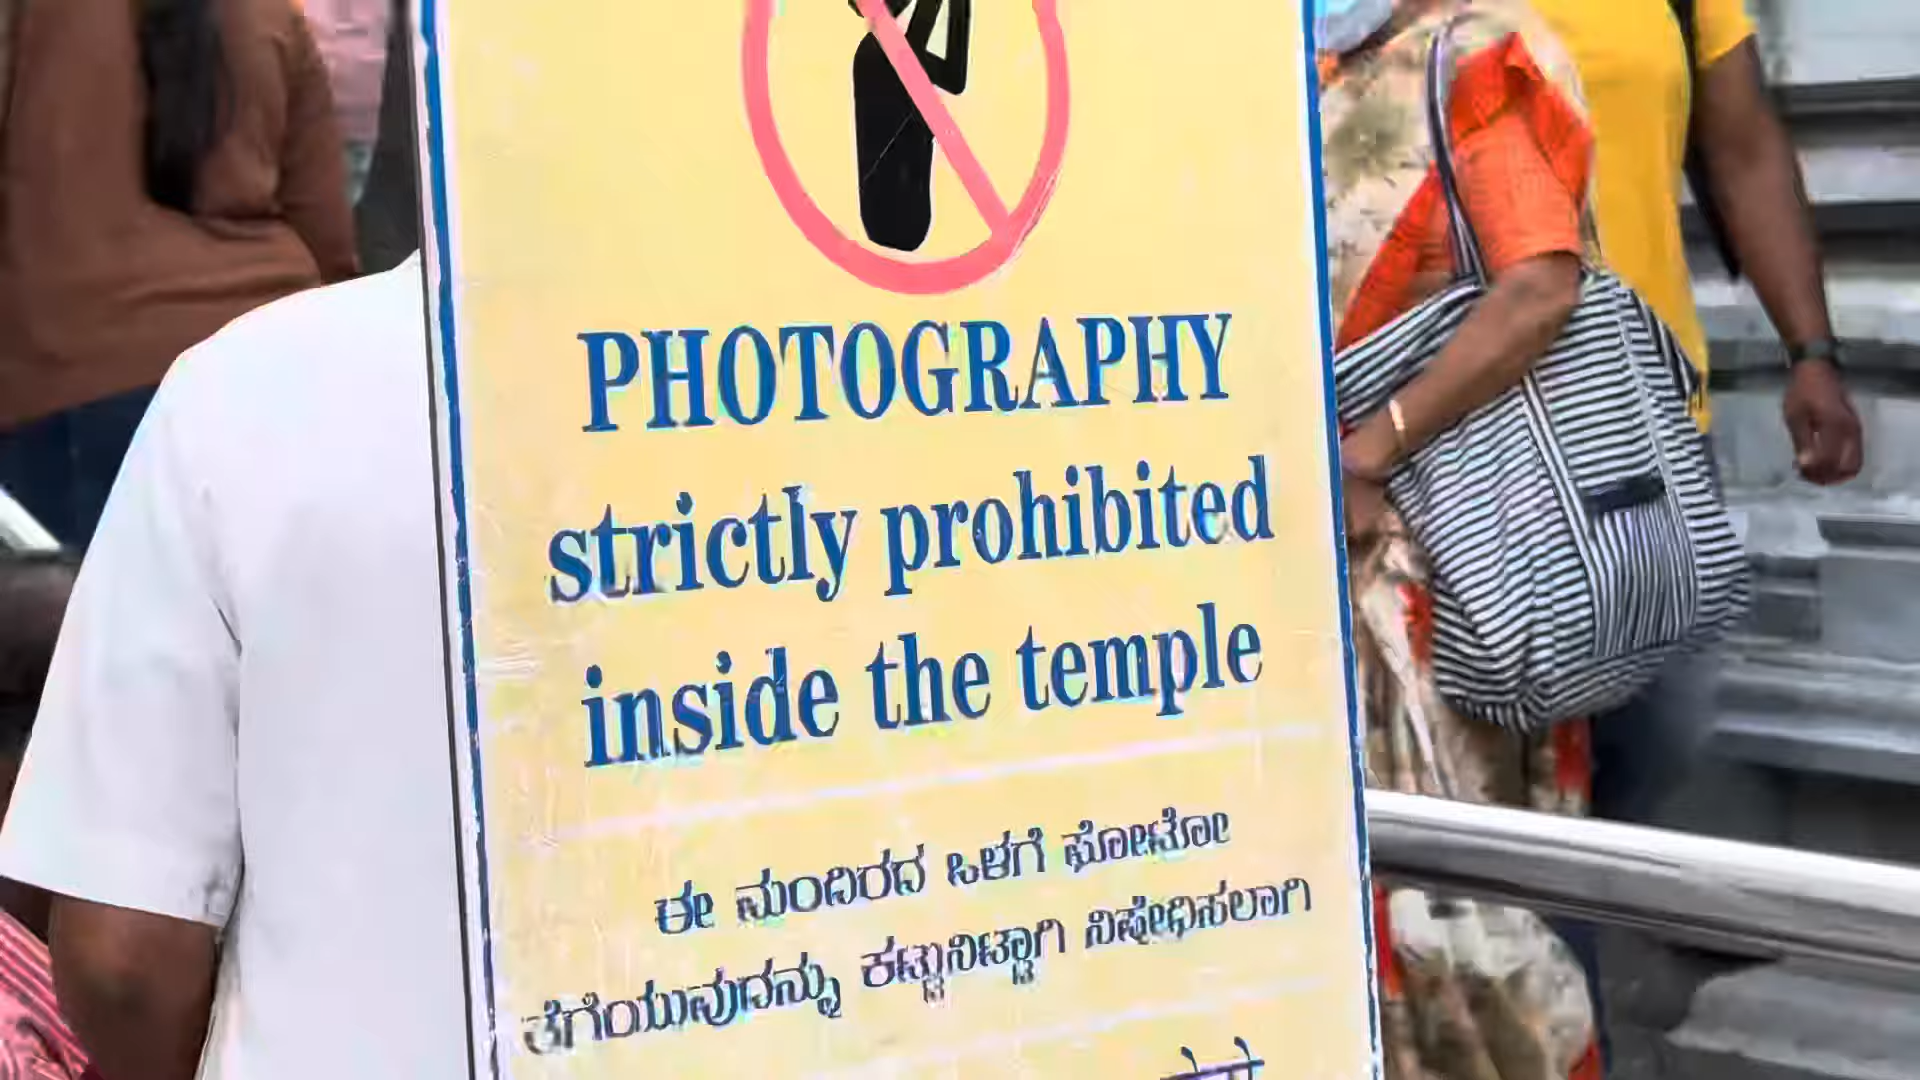 PHOTOGRAPHY
strictly prohibited
inside the temple
ಈ ಮಂದಿರದ ಒಳಗೆ ಫೋಟೋ
ತೆಗೆಯುವುದನ್ನು ಕಟ್ಟುನಿಟ್ಟಾಗಿ ನಿಷೇಧಿಸಲಾಗಿ